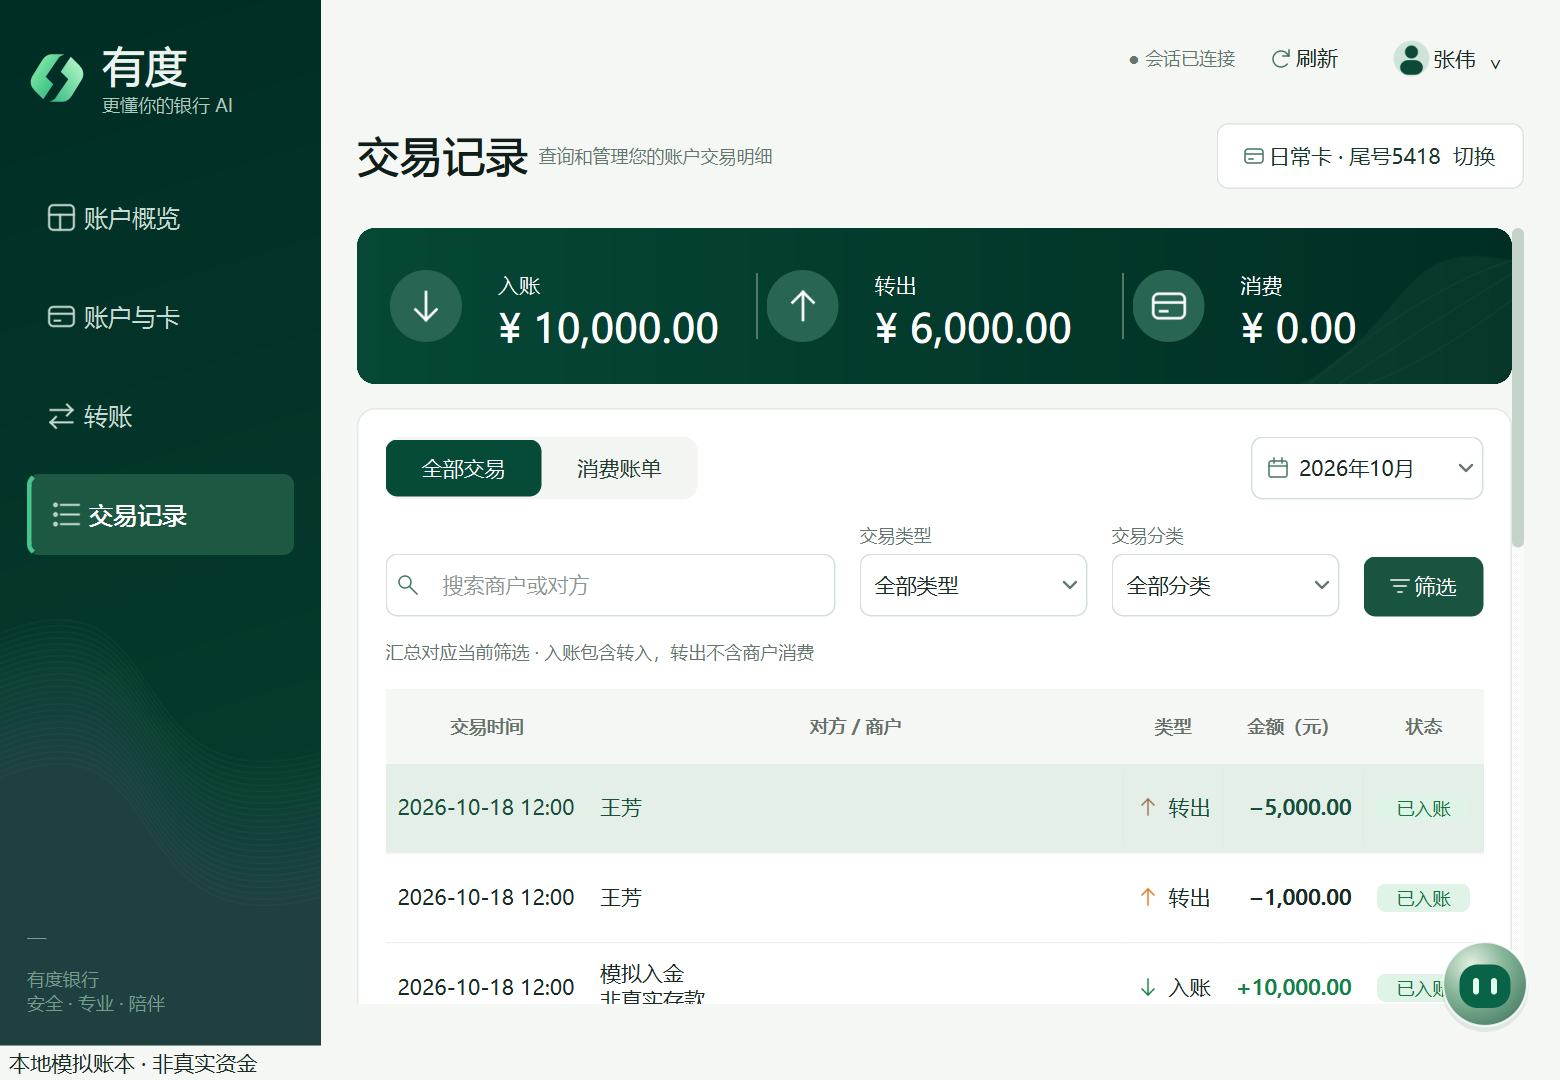 有度
更懂你的银行 AI
账户概览
账户与卡
转账
交易记录
—
有度银行
安全 · 专业 · 陪伴
本地模拟账本 · 非真实资金
● 会话已连接
刷新
张伟
交易记录 查询和管理您的账户交易明细
日常卡 · 尾号5418 切换
入账
¥ 10,000.00
转出
¥ 6,000.00
消费
¥ 0.00
全部交易 消费账单
2026年10月
交易类型 交易分类
搜索商户或对方 全部类型 全部分类 筛选
汇总对应当前筛选 · 入账包含转入，转出不含商户消费
交易时间 对方 / 商户 类型 金额（元） 状态
2026-10-18 12:00 王芳 ↑ 转出 −5,000.00 已入账
2026-10-18 12:00 王芳 ↑ 转出 −1,000.00 已入账
2026-10-18 12:00 模拟入金 ↓ 入账 +10,000.00 已入账
非真实存款